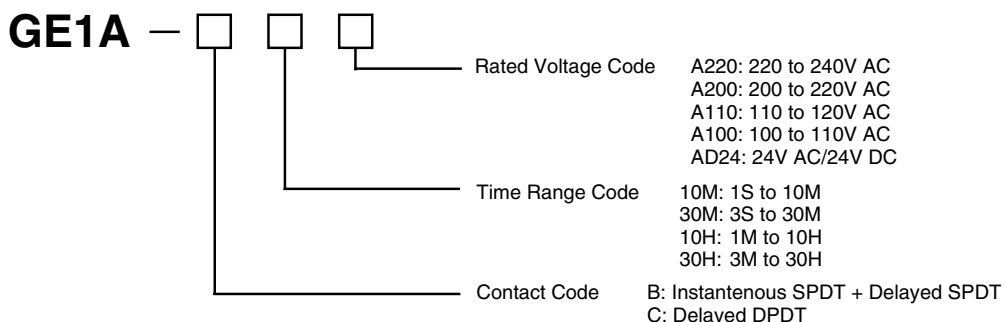 GE1A –
Rated Voltage Code A220: 220 to 240V AC
A200: 200 to 220V AC
A110: 110 to 120V AC
A100: 100 to 110V AC
AD24: 24V AC/24V DC
Time Range Code 10M: 1S to 10M
30M: 3S to 30M
10H: 1M to 10H
30H: 3M to 30H
Contact Code B: Instantenous SPDT + Delayed SPDT
C: Delayed DPDT